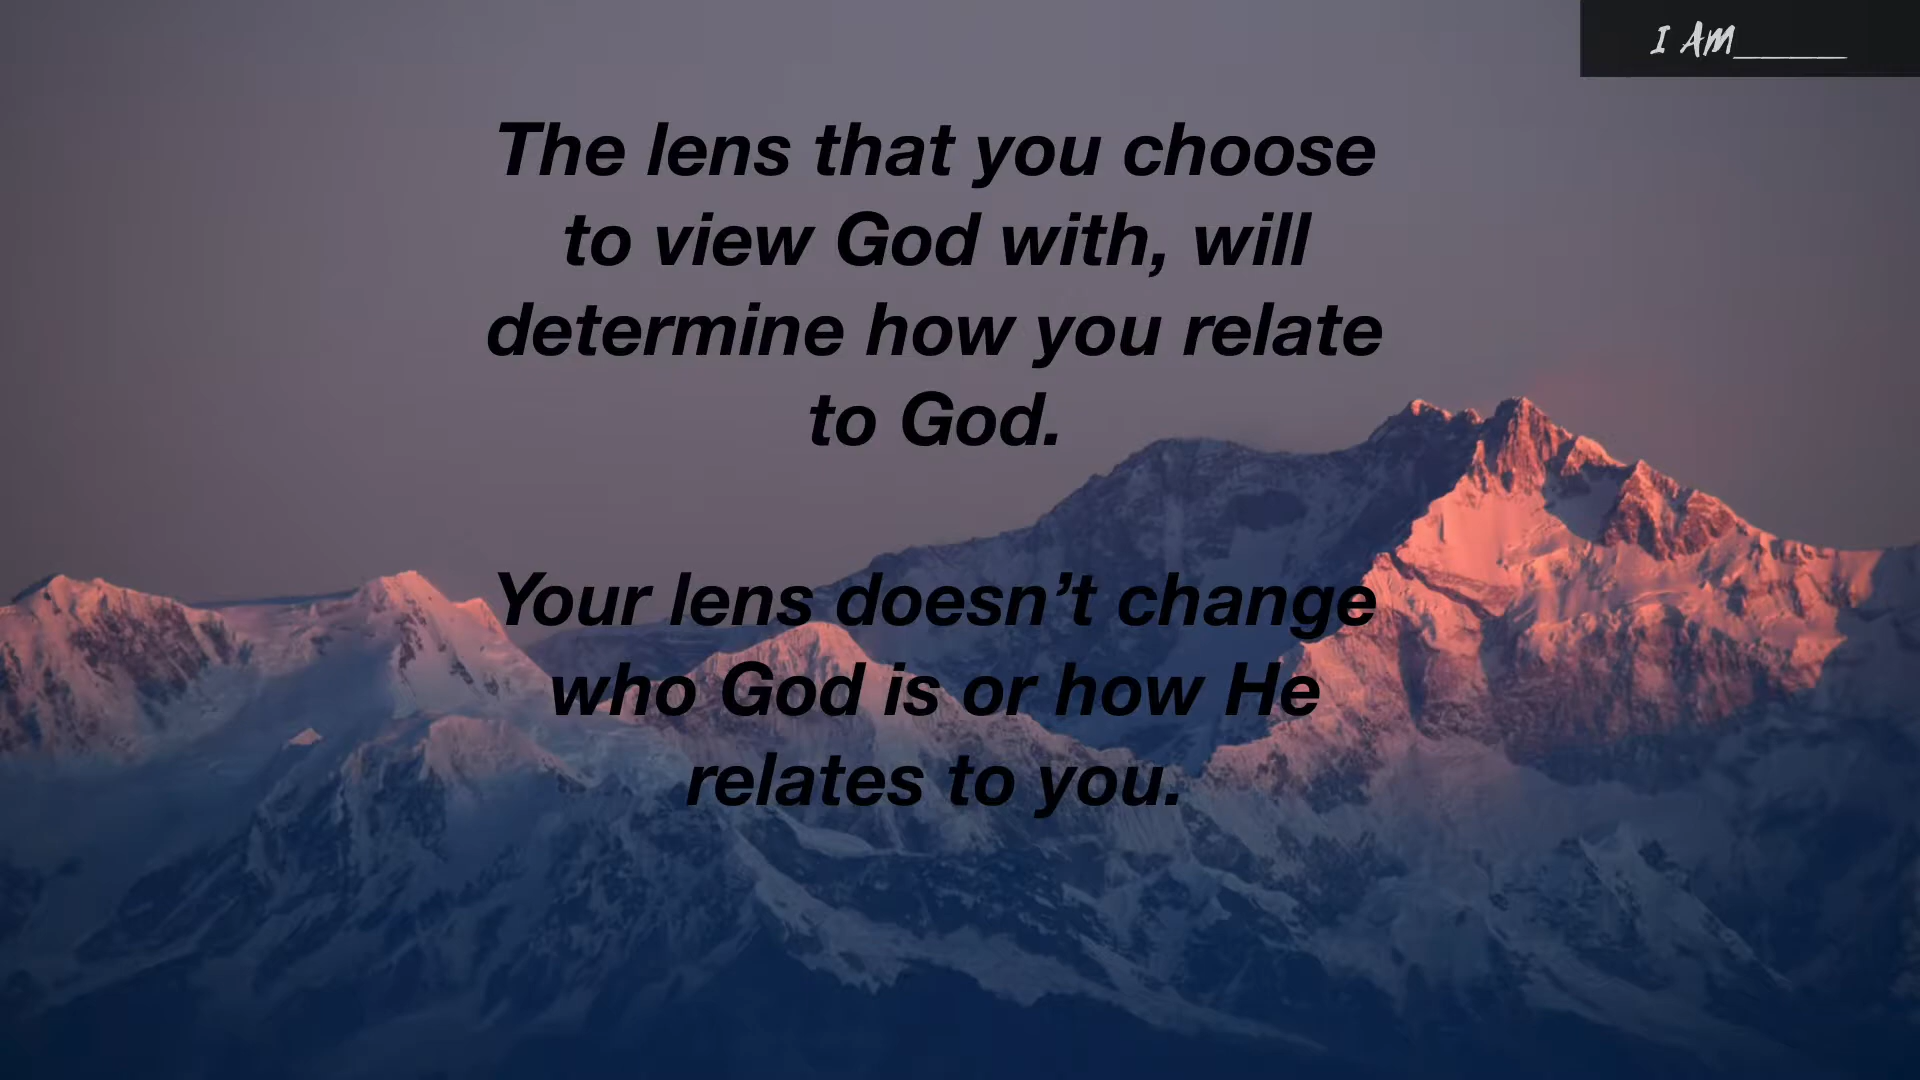 I AM_____
The lens that you choose
to view God with, will
determine how you relate
to God.
Your lens doesn’t change
who God is or how He
relates to you.